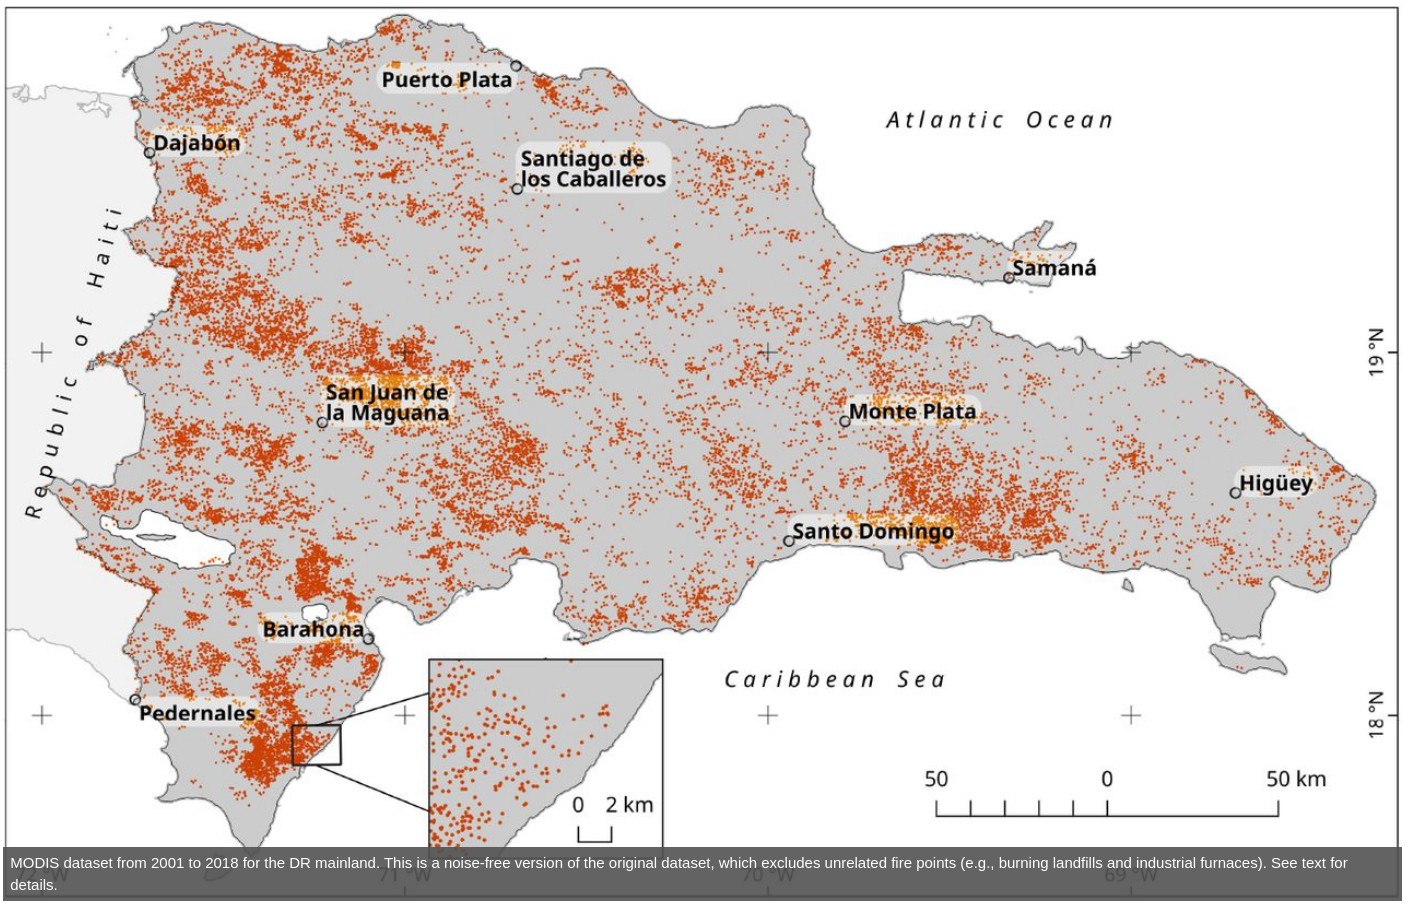 Puerto Plata
Atlantic Ocean
Dajabón
Santiago de
los Caballeros
Republic of Haiti
Samaná
19°N
San Juan de
la Maguana
Monte Plata
Higüey
Santo Domingo
Barahona
Caribbean Sea
Pedernales
18°N
50 0 50 km
0 2 km
MODIS dataset from 2001 to 2018 for the DR mainland. This is a noise-free version of the original dataset, which excludes unrelated fire points (e.g., burning landfills and industrial furnaces). See text for
details.
72°W 71°W 70°W 69°W